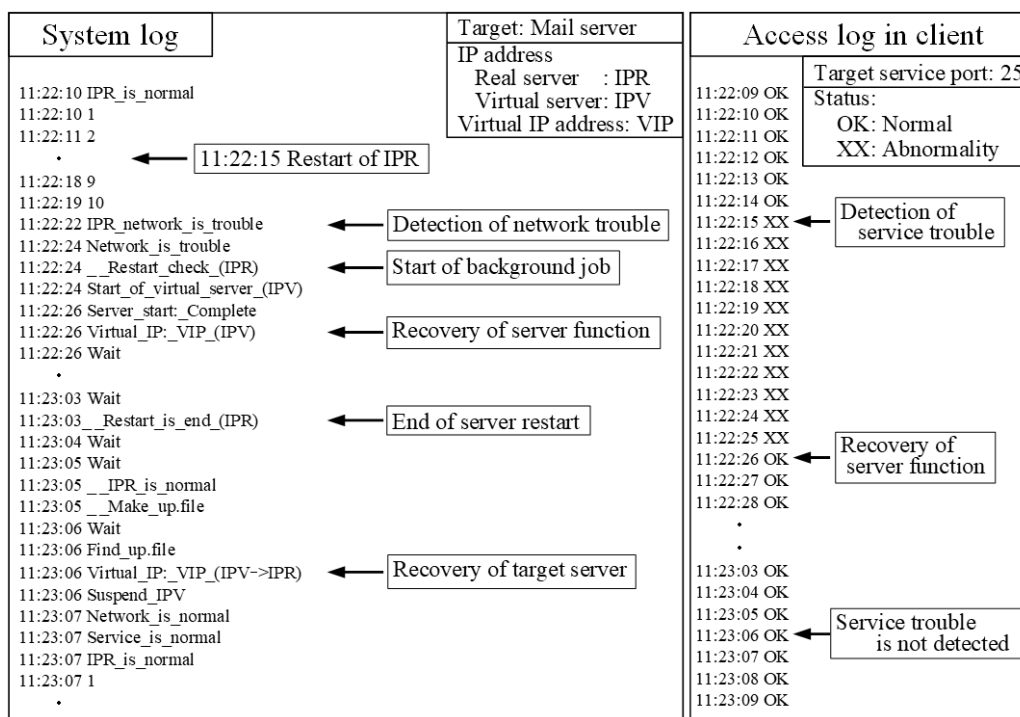 System log
Target: Mail server
IP address
Real server : IPR
Virtual server: IPV
Virtual IP address: VIP
11:22:10 IPR_is_normal
11:22:10 1
11:22:11 2
11:22:15 Restart of IPR
11:22:18 9
11:22:19 10
11:22:22 IPR_network_is_trouble
Detection of network trouble
11:22:24 Network_is_trouble
11:22:24 __Restart_check_(IPR)
Start of background job
11:22:24 Start_of_virtual_server_(IPV)
11:22:26 Server_start:_Complete
11:22:26 Virtual_IP:_VIP_(IPV)
Recovery of server function
11:22:26 Wait
11:23:03 Wait
11:23:03__Restart_is_end_(IPR)
End of server restart
11:23:04 Wait
11:23:05 Wait
11:23:05 __IPR_is_normal
11:23:05 __Make_up.file
11:23:06 Wait
11:23:06 Find_up.file
11:23:06 Virtual_IP:_VIP_(IPV->IPR)
Recovery of target server
11:23:06 Suspend_IPV
11:23:07 Network_is_normal
11:23:07 Service_is_normal
11:23:07 IPR_is_normal
11:23:07 1
Access log in client
Target service port: 25
Status:
OK: Normal
XX: Abnormality
11:22:09 OK
11:22:10 OK
11:22:11 OK
11:22:12 OK
11:22:13 OK
11:22:14 OK
11:22:15 XX
Detection of
service trouble
11:22:16 XX
11:22:17 XX
11:22:18 XX
11:22:19 XX
11:22:20 XX
11:22:21 XX
11:22:22 XX
11:22:23 XX
11:22:24 XX
11:22:25 XX
11:22:26 OK
Recovery of
server function
11:22:27 OK
11:22:28 OK
11:23:03 OK
11:23:04 OK
11:23:05 OK
11:23:06 OK
Service trouble
is not detected
11:23:07 OK
11:23:08 OK
11:23:09 OK